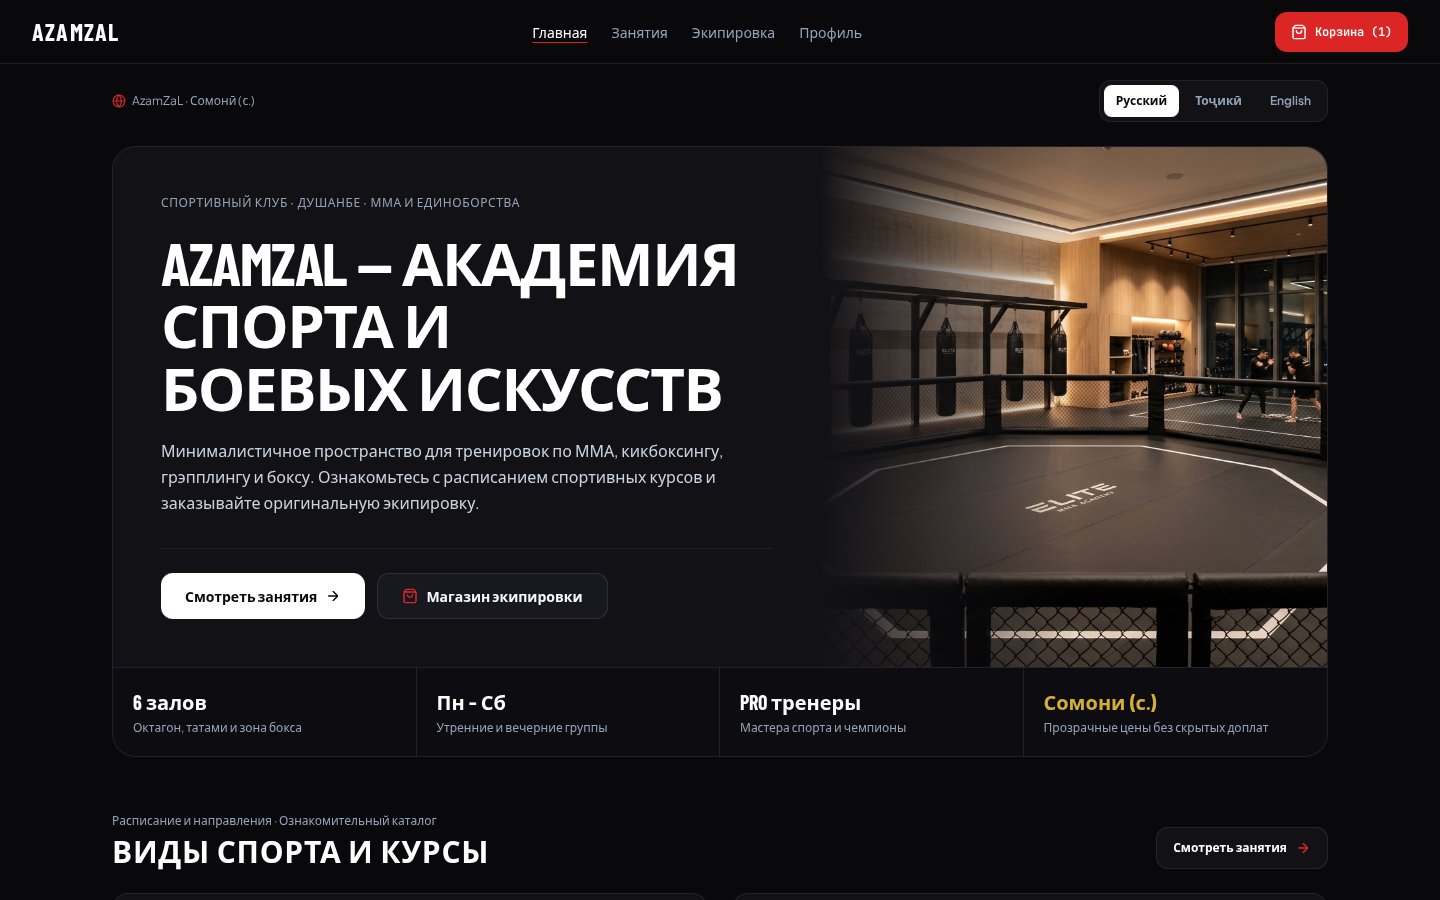 AZAMZAL
Главная Занятия Экипировка Профиль
Корзина (1)
AzamZaL · Сомонӣ (с.)
Русский Тоҷикӣ English
СПОРТИВНЫЙ КЛУБ · ДУШАНБЕ · ММА И ЕДИНОБОРСТВА
AZAMZAL — АКАДЕМИЯ
СПОРТА И
БОЕВЫХ ИСКУССТВ
Минималистичное пространство для тренировок по ММА, кикбоксингу,
грэпплингу и боксу. Ознакомьтесь с расписанием спортивных курсов и
заказывайте оригинальную экипировку.
Смотреть занятия
Магазин экипировки
ELITE
MMA ACADEMY
6 залов
Октагон, татами и зона бокса
Пн – Сб
Утренние и вечерние группы
PRO тренеры
Мастера спорта и чемпионы
Сомони (с.)
Прозрачные цены без скрытых доплат
Расписание и направления · Ознакомительный каталог
ВИДЫ СПОРТА И КУРСЫ
Смотреть занятия